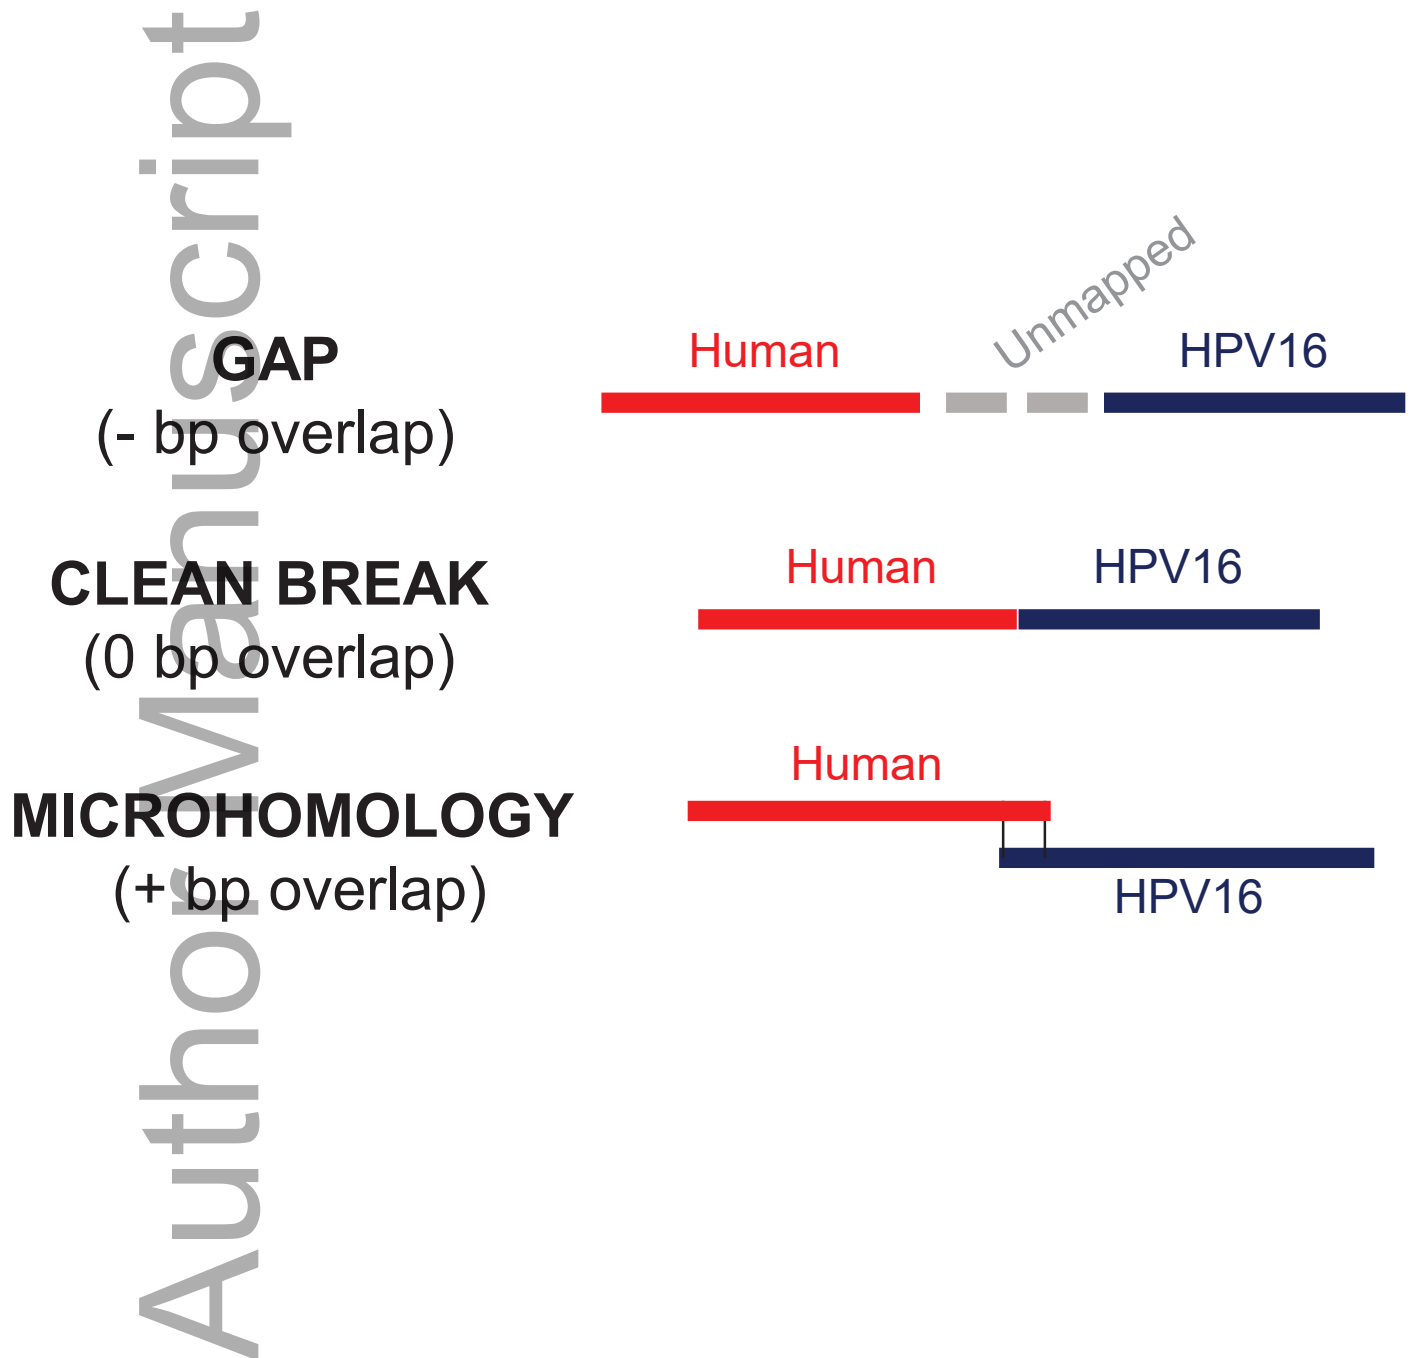 Author Manuscript
Unmapped
GAP
(- bp overlap)
Human
HPV16
CLEAN BREAK
(0 bp overlap)
Human
HPV16
MICROHOMOLOGY
(+ bp overlap)
Human
HPV16